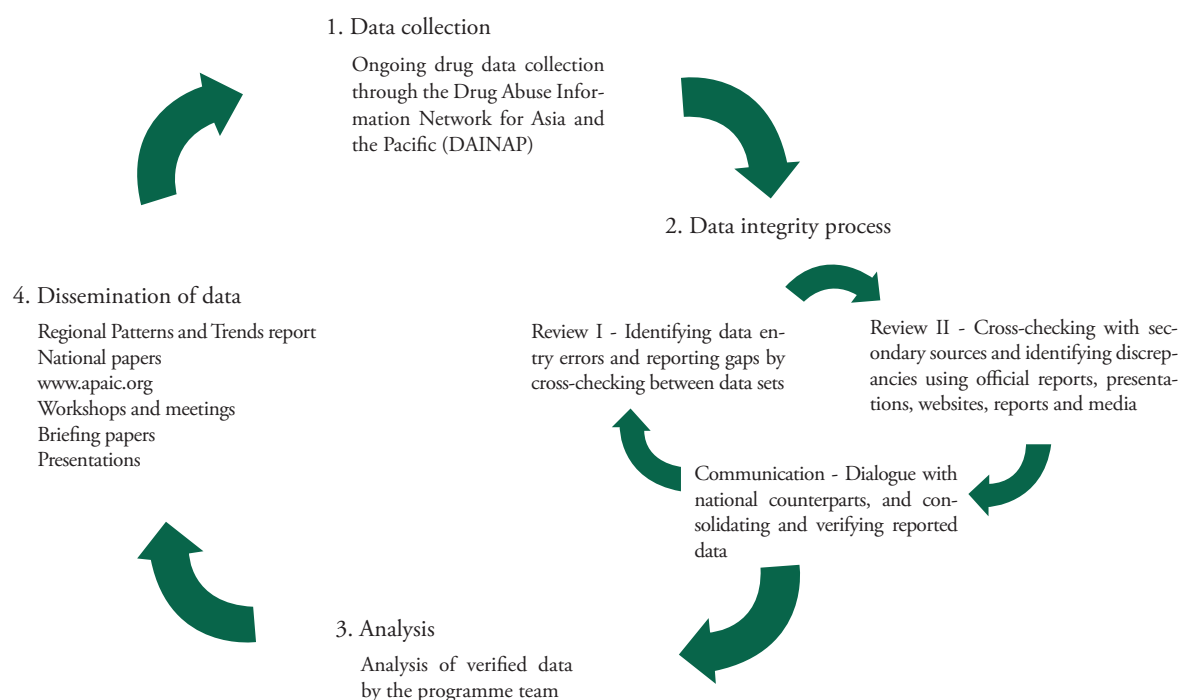 1. Data collection
Ongoing drug data collection
through the Drug Abuse Infor-
mation Network for Asia and
the Pacific (DAINAP)
2. Data integrity process
Review I - Identifying data en-
try errors and reporting gaps by
cross-checking between data sets
Review II - Cross-checking with sec-
ondary sources and identifying discrep-
ancies using official reports, presenta-
tions, websites, reports and media
Communication - Dialogue with
national counterparts, and con-
solidating and verifying reported
data
3. Analysis
Analysis of verified data
by the programme team
4. Dissemination of data
Regional Patterns and Trends report
National papers
www.apaic.org
Workshops and meetings
Briefing papers
Presentations